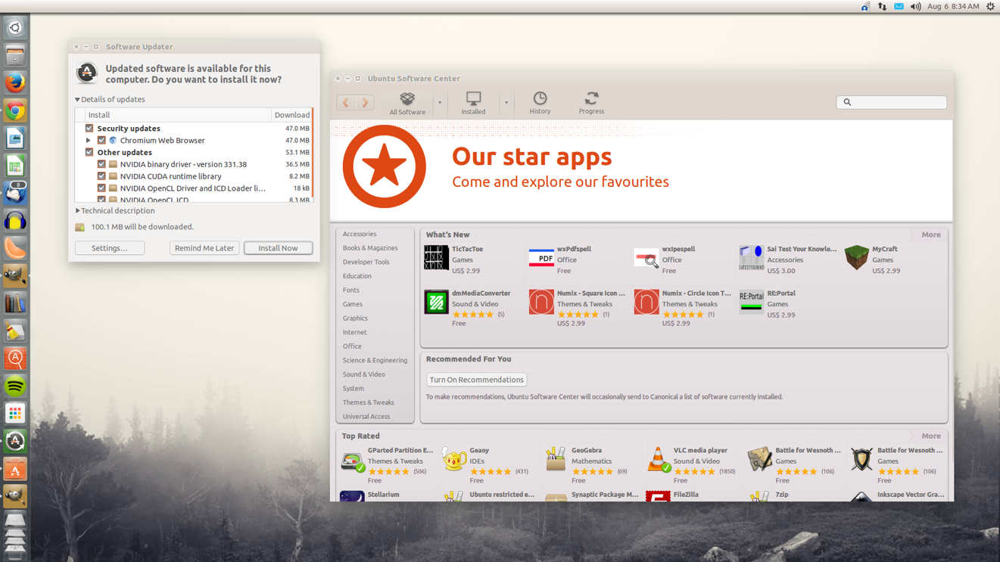 Aug 6 8:34 AM
Software Updater
Updated software is available for this
computer. Do you want to install it now?
Details of updates
Install Download
Security updates 47.0 MB
Chromium Web Browser 47.0 MB
Other updates 53.1 MB
NVIDIA binary driver - version 331.38 36.5 MB
NVIDIA CUDA runtime library 8.2 MB
NVIDIA OpenCL Driver and ICD Loader li... 18 kB
NVIDIA OpenCL ICD 8.3 MB
Technical description
100.1 MB will be downloaded.
Settings... Remind Me Later Install Now
8
Ubuntu Software Center
All Software Installed History Progress
Our star apps
Come and explore our favourites
Accessories
Books & Magazines
Developer Tools
Education
Fonts
Games
Graphics
Internet
Office
Science & Engineering
Sound & Video
System
Themes & Tweaks
Universal Access
What's New More
TicTacToe
Games
US$ 2.99
PDF
wxPdfspell
Office
Free
wxIpespell
Office
Free
SAITESTYOURKNO
Sai Test Your Knowle...
Accessories
US$ 3.00
MyCraft
Games
US$ 2.99
dmMediaConverter
Sound & Video
(5)
Free
n
Numix - Square Icon ...
Themes & Tweaks
(1)
US$ 2.99
n
Numix - Circle Icon T...
Themes & Tweaks
(1)
US$ 2.99
RE:Portal
RE:Portal
Games
US$ 2.99
Recommended For You
Turn On Recommendations
To make recommendations, Ubuntu Software Center will occasionally send to Canonical a list of software currently installed.
Top Rated More
GParted Partition E...
Themes & Tweaks
(506)
Free
Geany
IDEs
(431)
Free
GeoGebra
Mathematics
(69)
Free
VLC media player
Sound & Video
(1850)
Free
Battle for Wesnoth ...
Games
(106)
Free
Battle for Wesnoth ...
Games
(106)
Free
Stellarium
Ubuntu restricted e...
Synaptic Package M...
FileZilla
7zip
Inkscape Vector Gra...